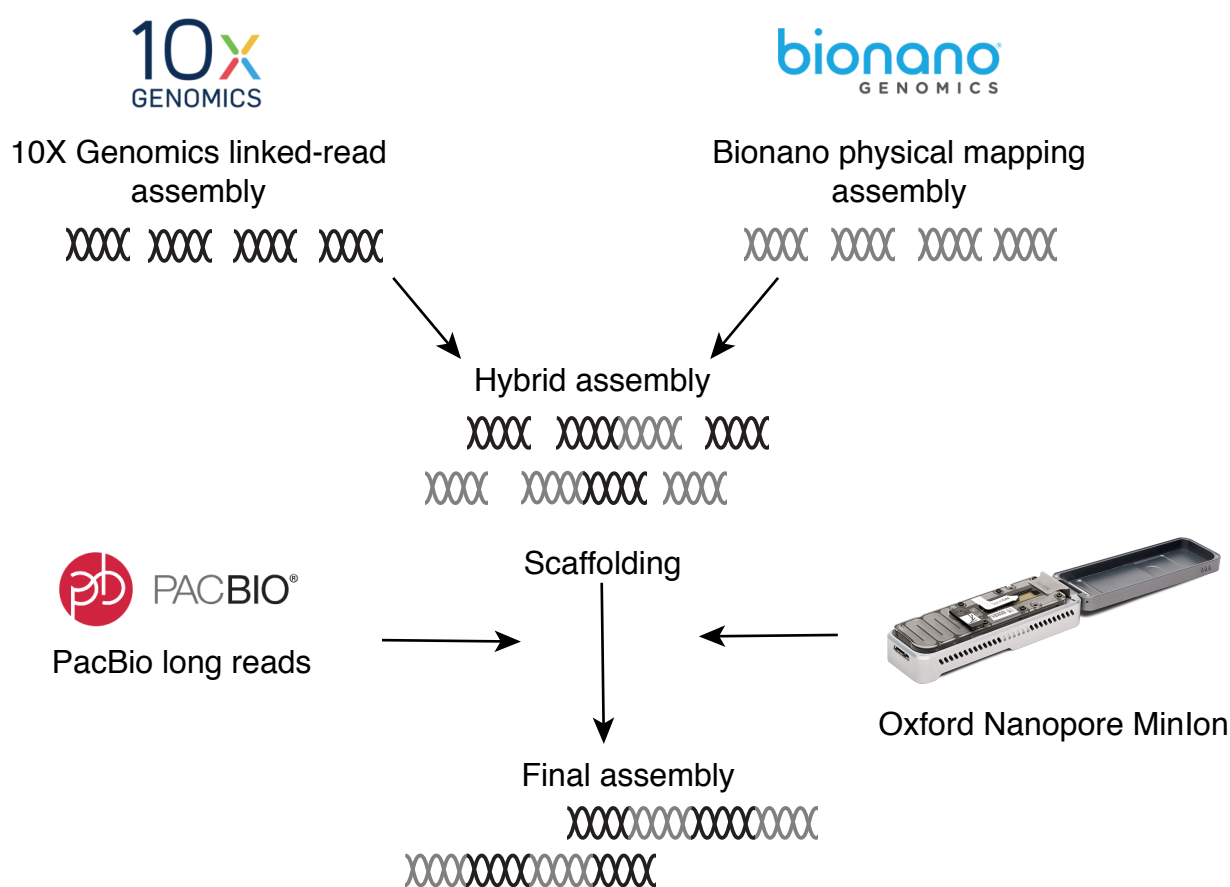 10x
GENOMICS
bionano
GENOMICS
10X Genomics linked-read
assembly
Bionano physical mapping
assembly
Hybrid assembly
Scaffolding
pb PACBIO®
PacBio long reads
Oxford Nanopore MinIon
Final assembly